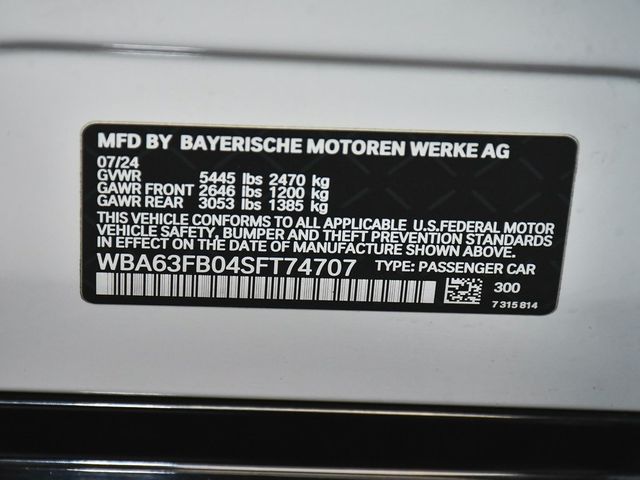 MFD BY BAYERISCHE MOTOREN WERKE AG
07/24
GVWR 5445 lbs 2470 kg
GAWR FRONT 2646 lbs 1200 kg
GAWR REAR 3053 lbs 1385 kg
THIS VEHICLE CONFORMS TO ALL APPLICABLE U.S.FEDERAL MOTOR
VEHICLE SAFETY, BUMPER AND THEFT PREVENTION STANDARDS
IN EFFECT ON THE DATE OF MANUFACTURE SHOWN ABOVE.
WBA63FB04SFT74707 TYPE: PASSENGER CAR
300
7 315 814